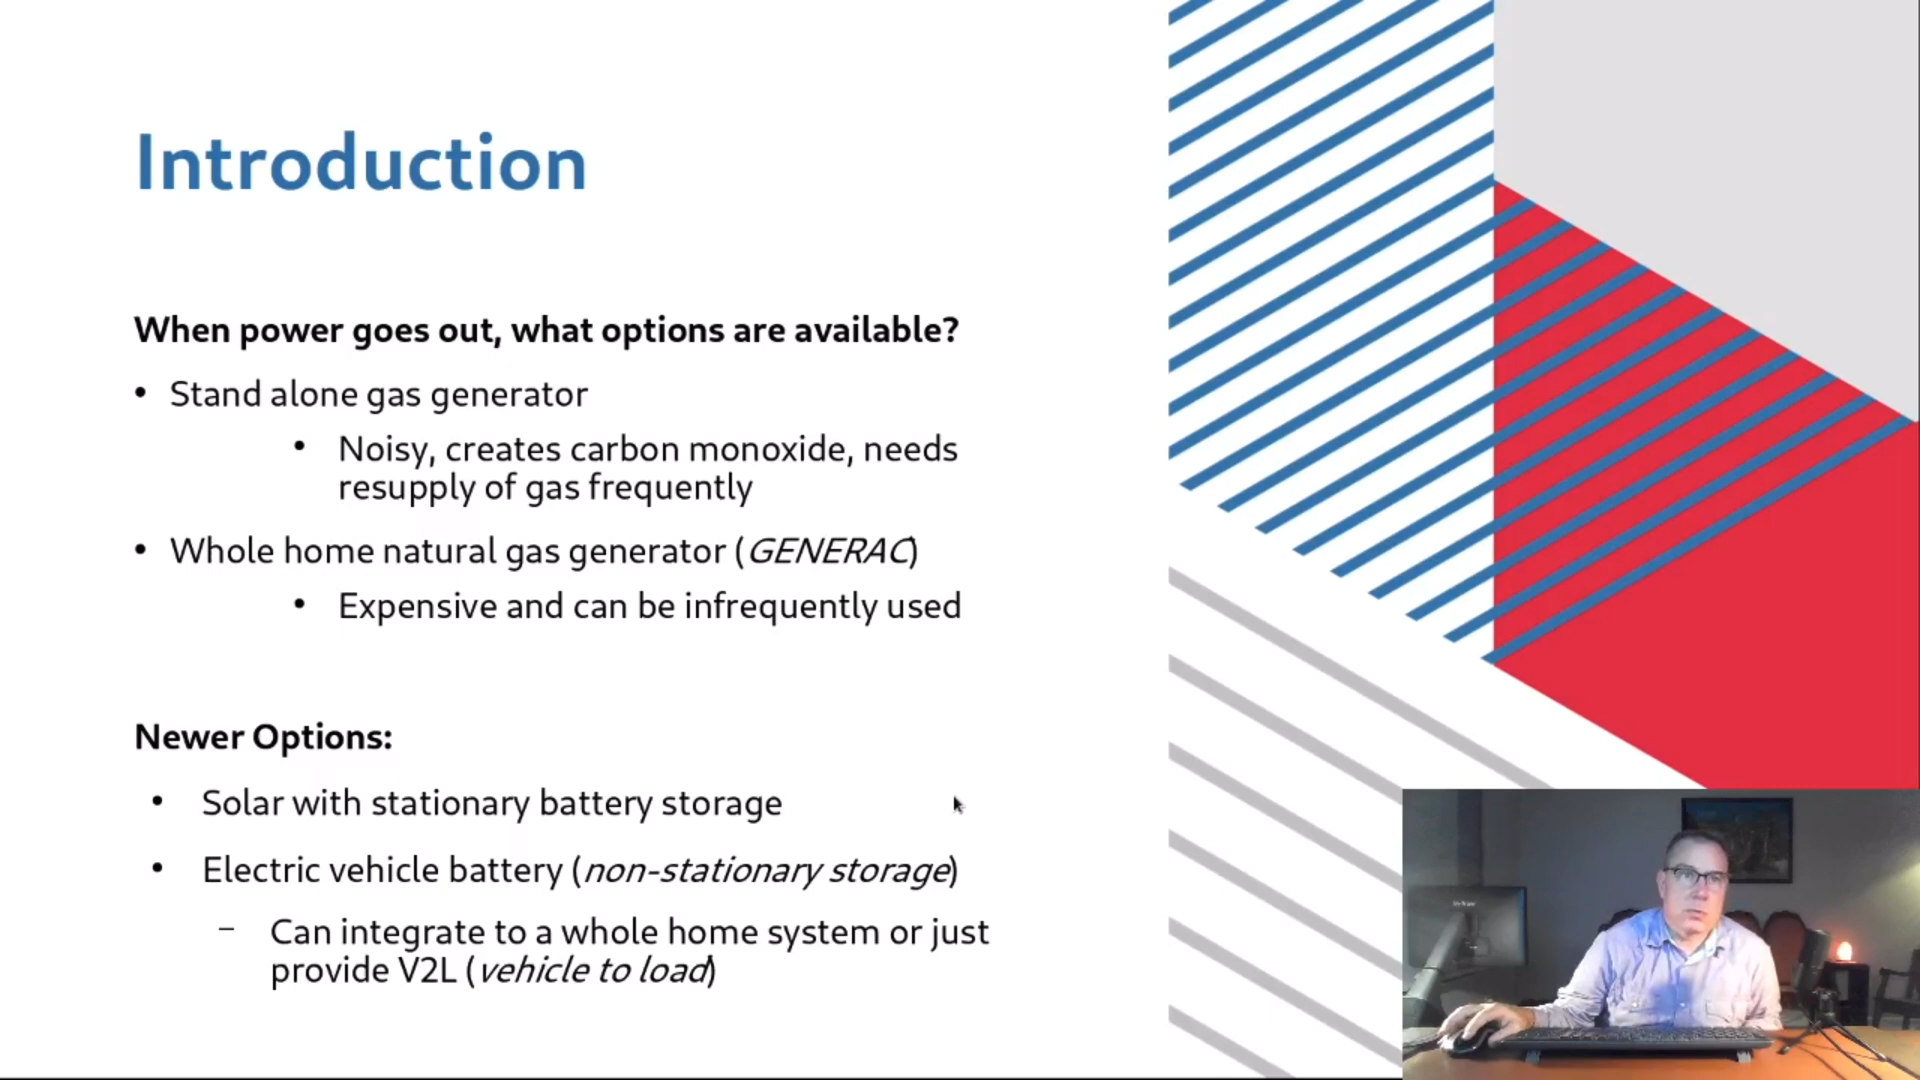 Introduction
When power goes out, what options are available?
• Stand alone gas generator
• Noisy, creates carbon monoxide, needs
resupply of gas frequently
• Whole home natural gas generator (GENERAC)
• Expensive and can be infrequently used
Newer Options:
• Solar with stationary battery storage
• Electric vehicle battery (non-stationary storage)
– Can integrate to a whole home system or just
provide V2L (vehicle to load)